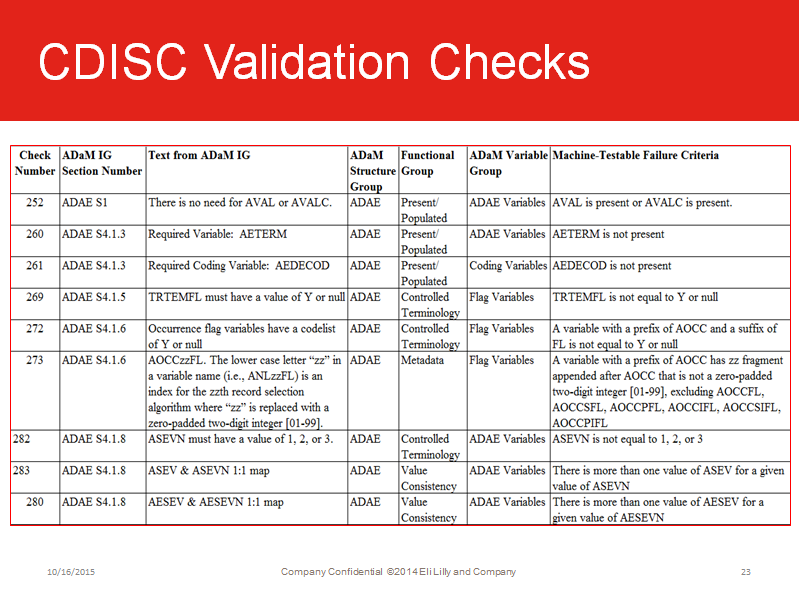 CDISC Validation Checks
Check Number | ADaM IG Section Number | Text from ADaM IG | ADaM Structure Group | Functional Group | ADaM Variable Group | Machine-Testable Failure Criteria
252 | ADAE S1 | There is no need for AVAL or AVALC. | ADAE | Present/ Populated | ADAE Variables | AVAL is present or AVALC is present.
260 | ADAE S4.1.3 | Required Variable: AETERM | ADAE | Present/ Populated | ADAE Variables | AETERM is not present
261 | ADAE S4.1.3 | Required Coding Variable: AEDECOD | ADAE | Present/ Populated | Coding Variables | AEDECOD is not present
269 | ADAE S4.1.5 | TRTEMFL must have a value of Y or null | ADAE | Controlled Terminology | Flag Variables | TRTEMFL is not equal to Y or null
272 | ADAE S4.1.6 | Occurrence flag variables have a codelist of Y or null | ADAE | Controlled Terminology | Flag Variables | A variable with a prefix of AOCC and a suffix of FL is not equal to Y or null
273 | ADAE S4.1.6 | AOCCzzFL. The lower case letter “zz” in a variable name (i.e., ANLzzFL) is an index for the zzth record selection algorithm where “zz” is replaced with a zero-padded two-digit integer [01-99]. | ADAE | Metadata | Flag Variables | A variable with a prefix of AOCC has zz fragment appended after AOCC that is not a zero-padded two-digit integer [01-99], excluding AOCCFL, AOCCSFL, AOCCPFL, AOCCIFL, AOCCSIFL, AOCCPIFL
282 | ADAE S4.1.8 | ASEVN must have a value of 1, 2, or 3. | ADAE | Controlled Terminology | ADAE Variables | ASEVN is not equal to 1, 2, or 3
283 | ADAE S4.1.8 | ASEV & ASEVN 1:1 map | ADAE | Value Consistency | ADAE Variables | There is more than one value of ASEV for a given value of ASEVN
280 | ADAE S4.1.8 | AESEV & AESEVN 1:1 map | ADAE | Value Consistency | ADAE Variables | There is more than one value of AESEV for a given value of AESEVN
10/16/2015
Company Confidential ©2014 Eli Lilly and Company
23